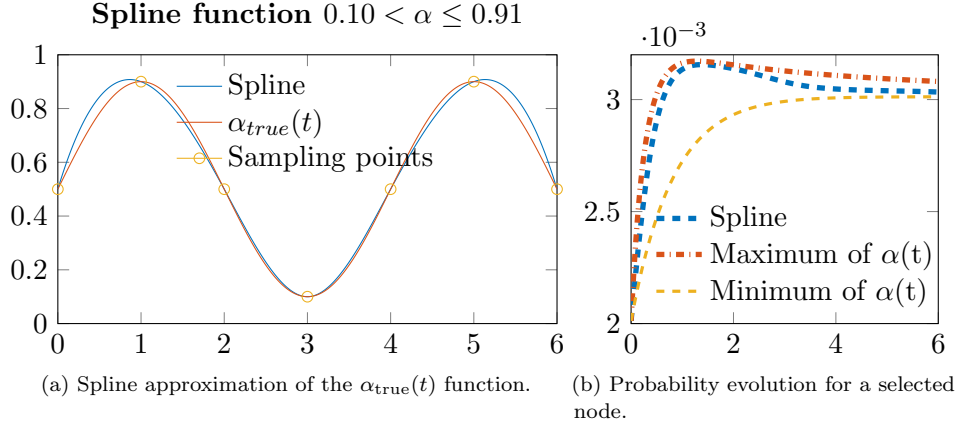 Spline function 0.10 < α ≤ 0.91
1
0.8
0.6
0.4
0.2
0
0 1 2 3 4 5 6
Spline
α_true(t)
Sampling points
(a) Spline approximation of the α_true(t) function.
·10⁻³
3
2.5
2
0 2 4 6
Spline
Maximum of α(t)
Minimum of α(t)
(b) Probability evolution for a selected
node.